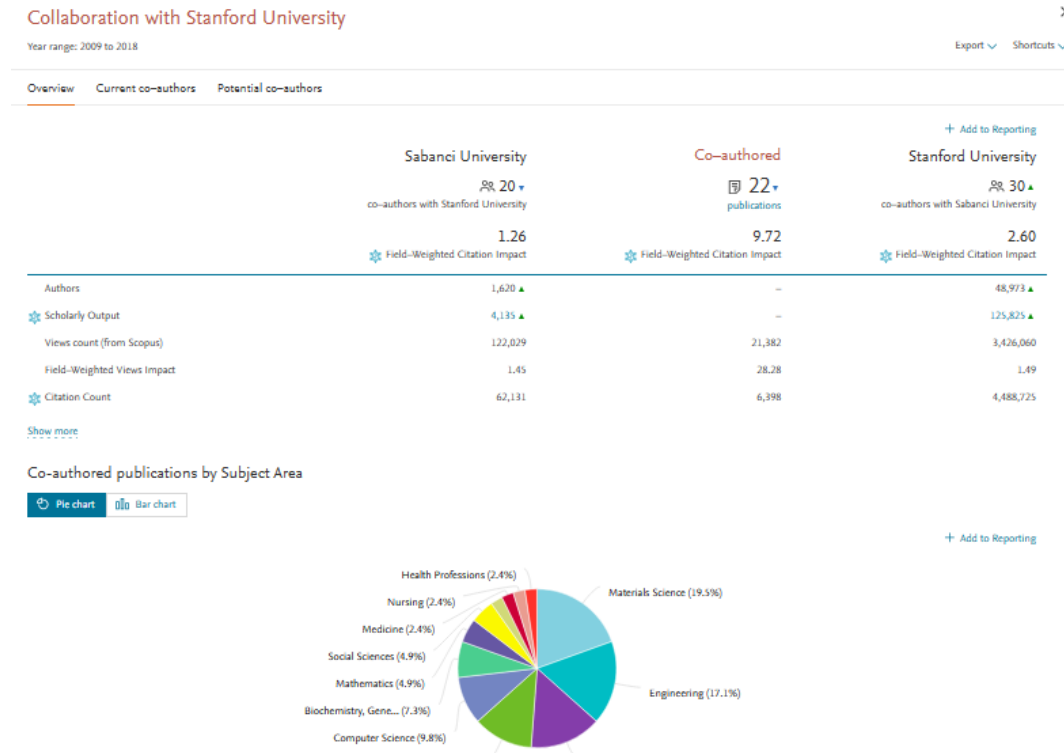 Collaboration with Stanford University
Year range: 2009 to 2018
Export Shortcuts
Overview Current co-authors Potential co-authors
+ Add to Reporting
Sabanci University Co-authored Stanford University
20 22 30
co-authors with Stanford University publications co-authors with Sabanci University
1.26 9.72 2.60
Field-Weighted Citation Impact Field-Weighted Citation Impact Field-Weighted Citation Impact
Authors 1,620 – 48,973
Scholarly Output 4,135 – 125,825
Views count (from Scopus) 122,029 21,382 3,426,060
Field-Weighted Views Impact 1.45 28.28 1.49
Citation Count 62,131 6,398 4,488,725
Show more
Co-authored publications by Subject Area
Pie chart Bar chart
+ Add to Reporting
Health Professions (2.4%)
Materials Science (19.5%)
Nursing (2.4%)
Medicine (2.4%)
Social Sciences (4.9%)
Mathematics (4.9%)
Engineering (17.1%)
Biochemistry, Gene... (7.3%)
Computer Science (9.8%)